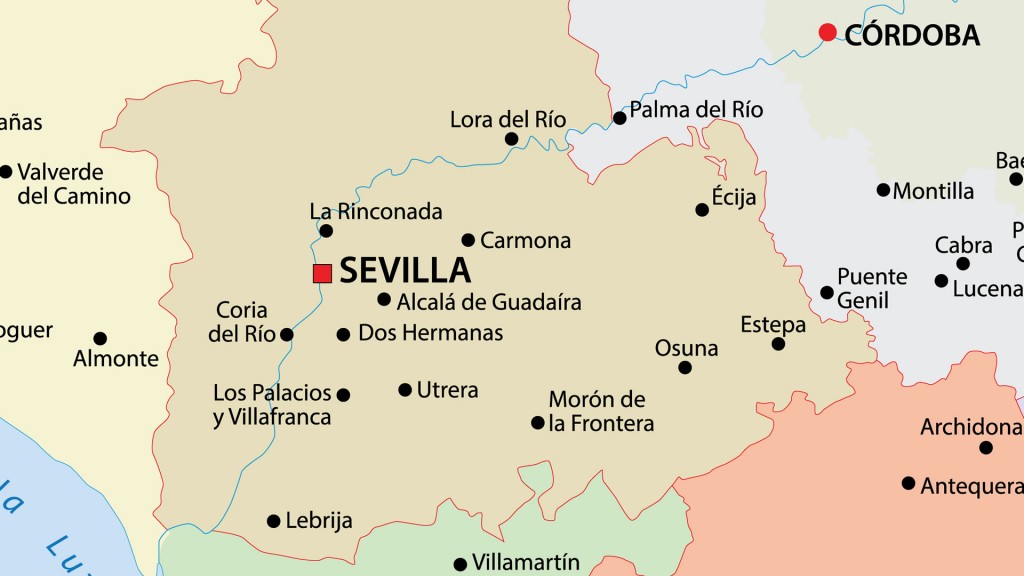 CÓRDOBA
Palma del Río
Lora del Río
añas
Valverde
del Camino
Bae
Montilla
Écija
La Rinconada
Carmona
Cabra
P
C
SEVILLA
Puente
Genil
Lucena
Alcalá de Guadaíra
Coria
del Río
Dos Hermanas
Estepa
oguer
Almonte
Osuna
Los Palacios
y Villafranca
Utrera
Morón de
la Frontera
Archidona
Antequera
la Luz
Lebrija
Villamartín